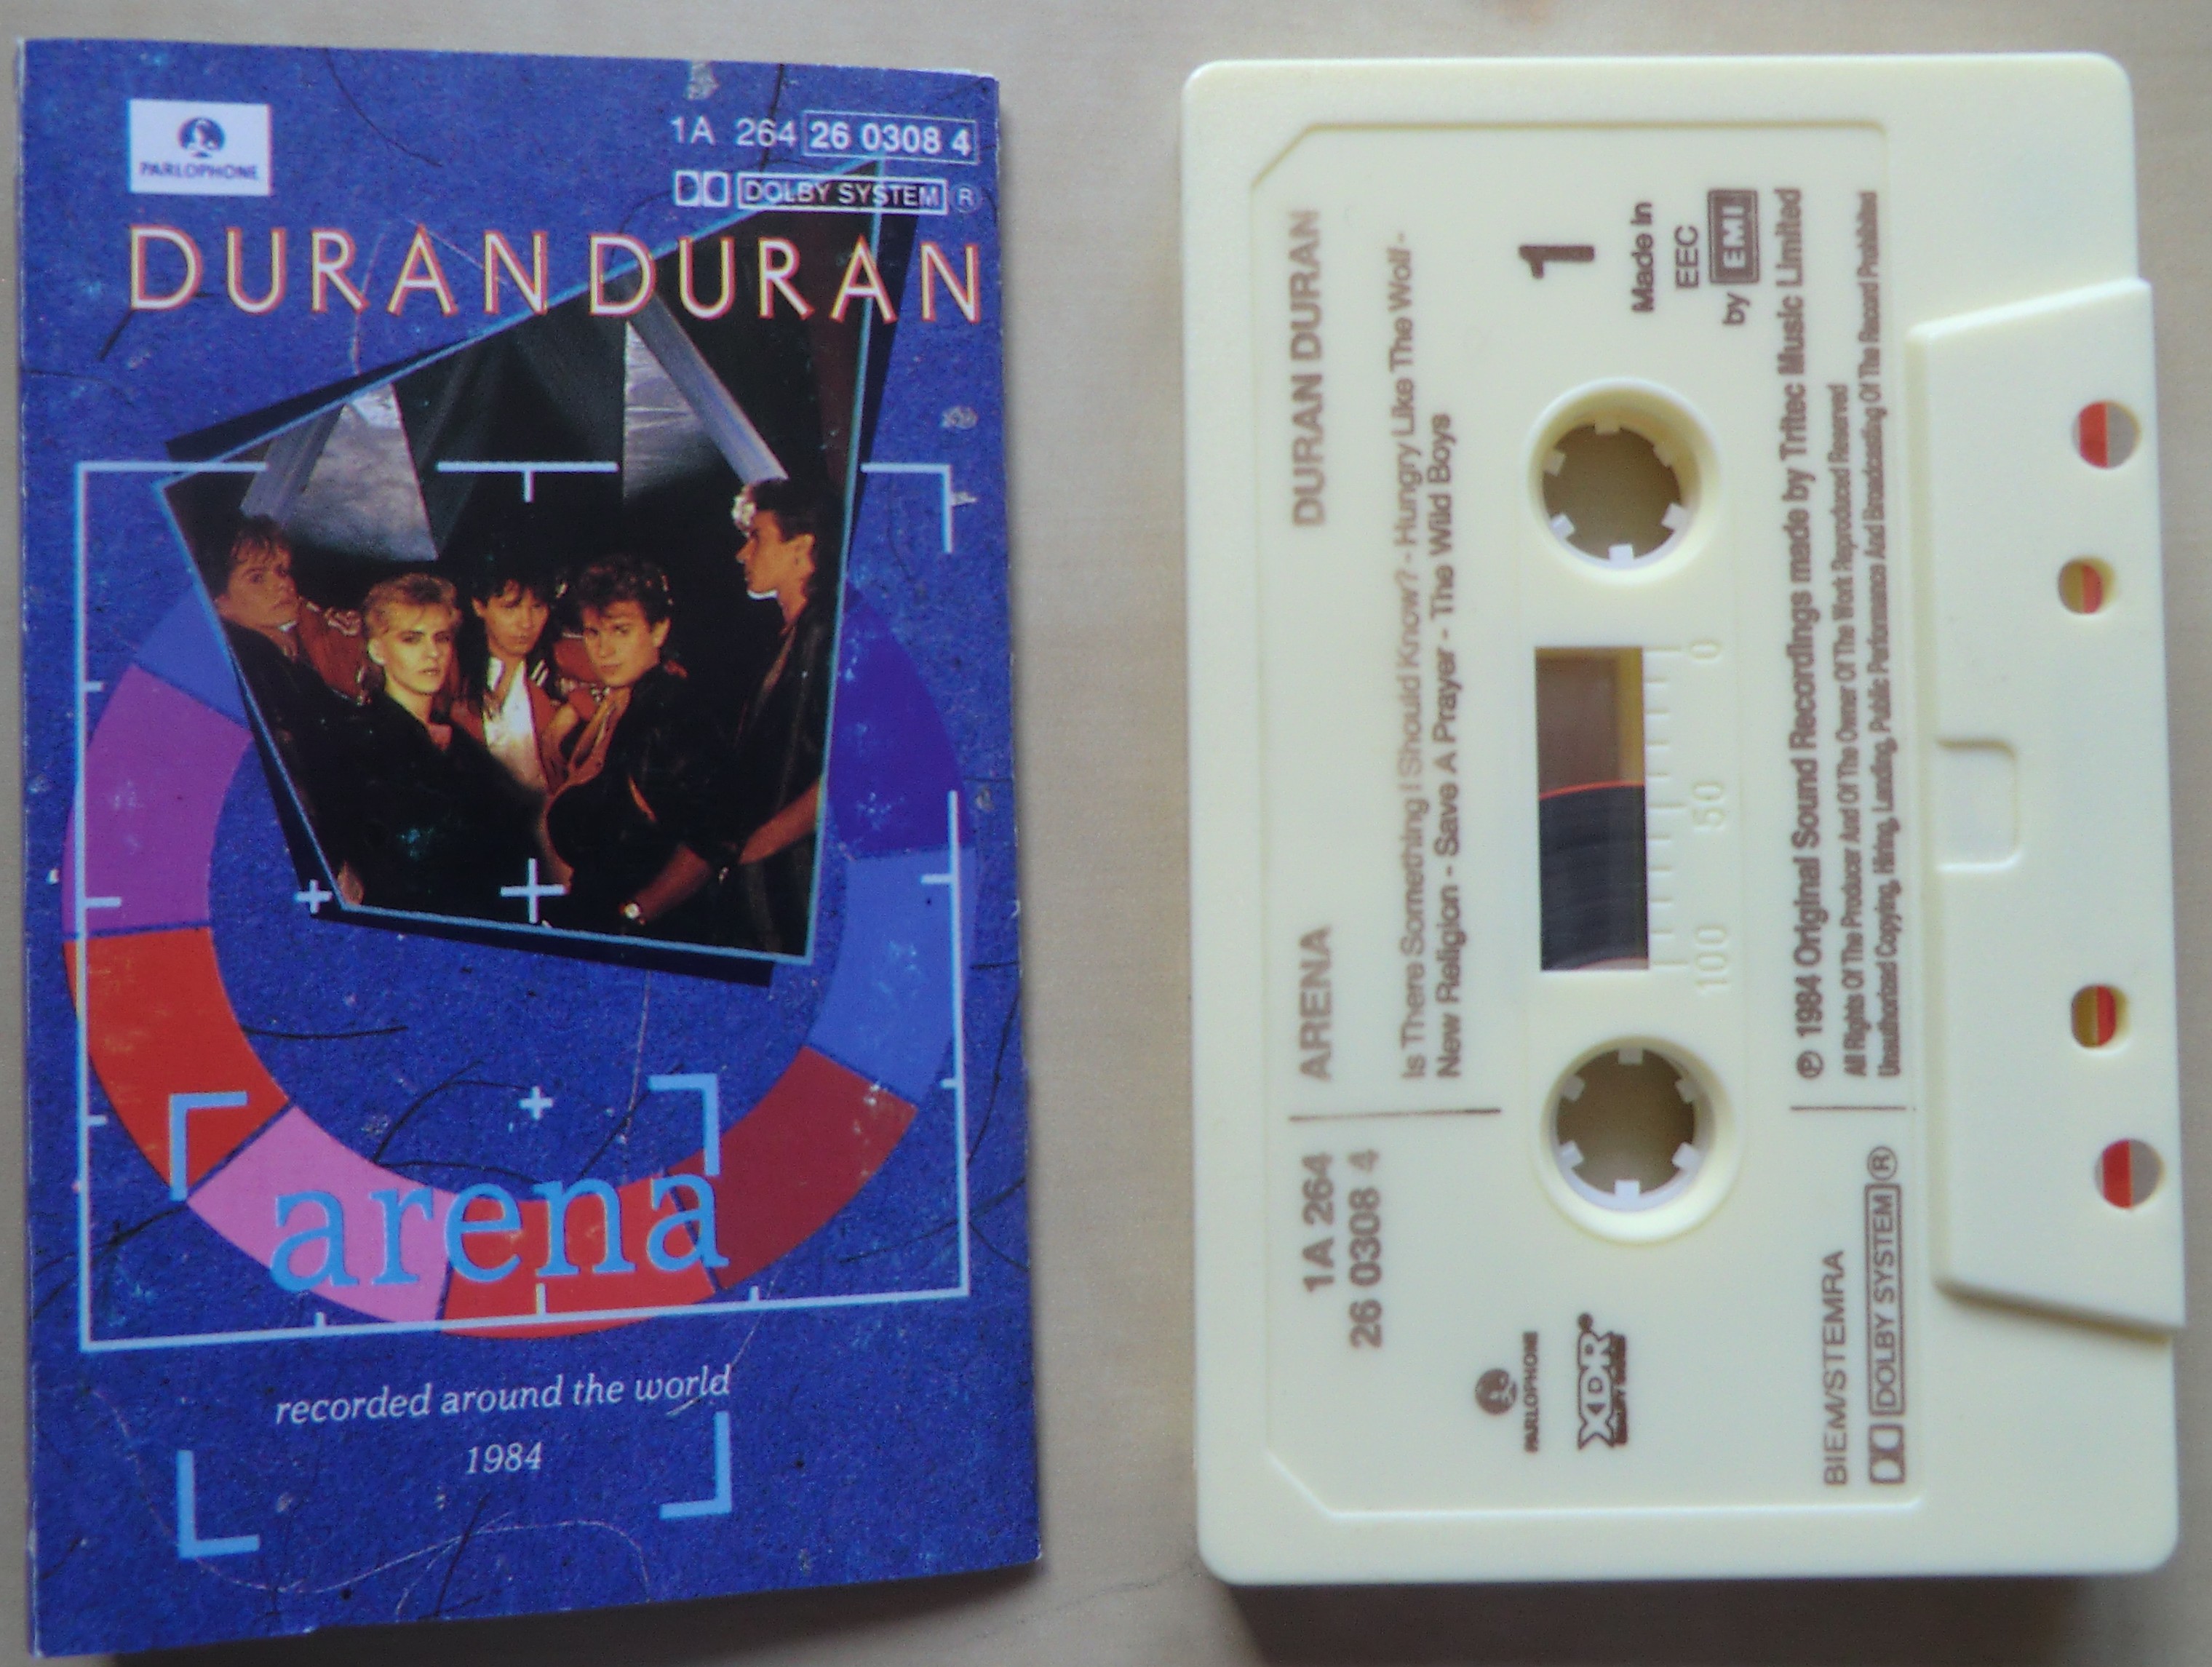 PARLOPHONE
1A 264 26 0308 4
DOLBY SYSTEM ®
DURAN DURAN
arena
recorded around the world
1984
ARENA DURAN DURAN
1A 264
26 0308 4
Is There Something I Should Know? - Hungry Like The Wolf -
New Religion - Save A Prayer - The Wild Boys
PARLOPHONE
XDR®
1
Made in
EEC
by EMI
0 50 100
BIEM/STEMRA
DOLBY SYSTEM ®
℗ 1984 Original Sound Recordings made by Tritec Music Limited
All Rights Of The Producer And Of The Owner Of The Work Reproduced Reserved
Unauthorised Copying, Hiring, Lending, Public Performance And Broadcasting Of The Record Prohibited